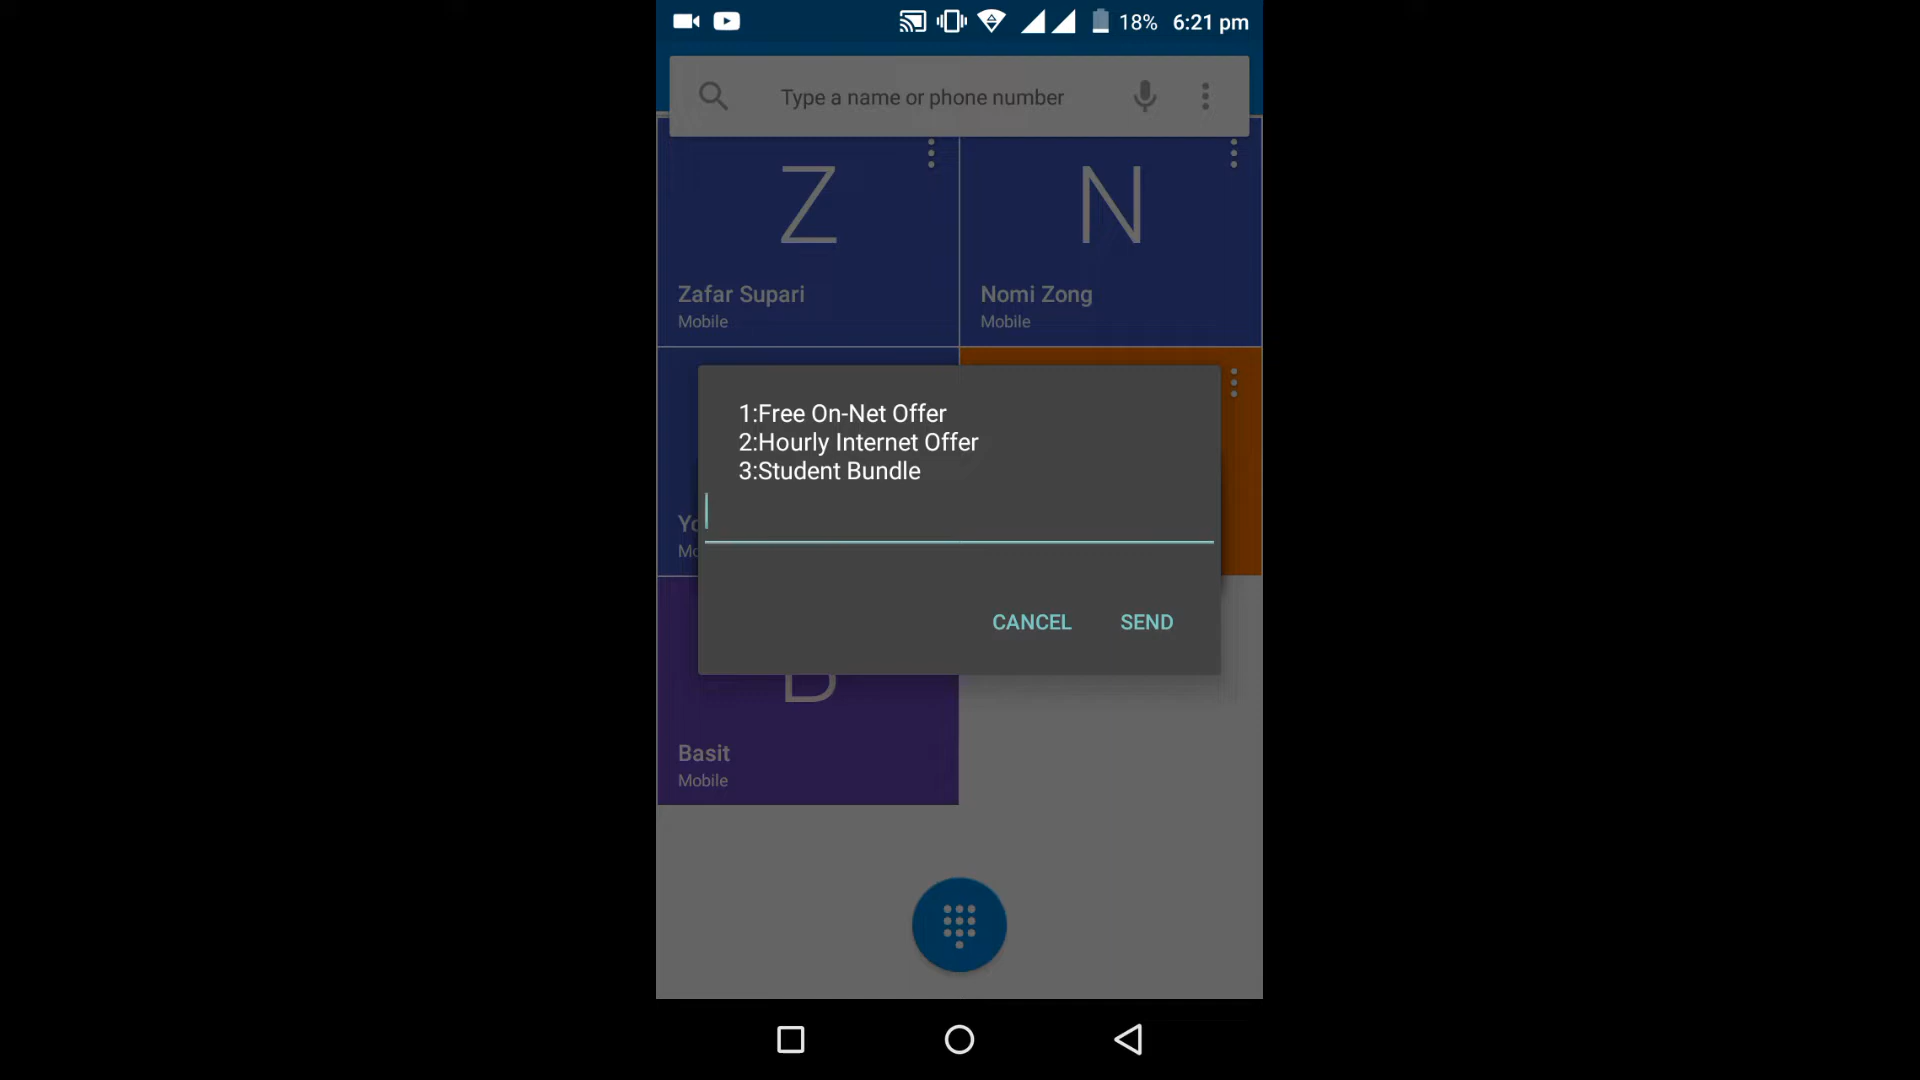 18% 6:21 pm
Type a name or phone number
Z
N
Zafar Supari
Mobile
Nomi Zong
Mobile
1:Free On-Net Offer
2:Hourly Internet Offer
3:Student Bundle
CANCEL SEND
B
Basit
Mobile